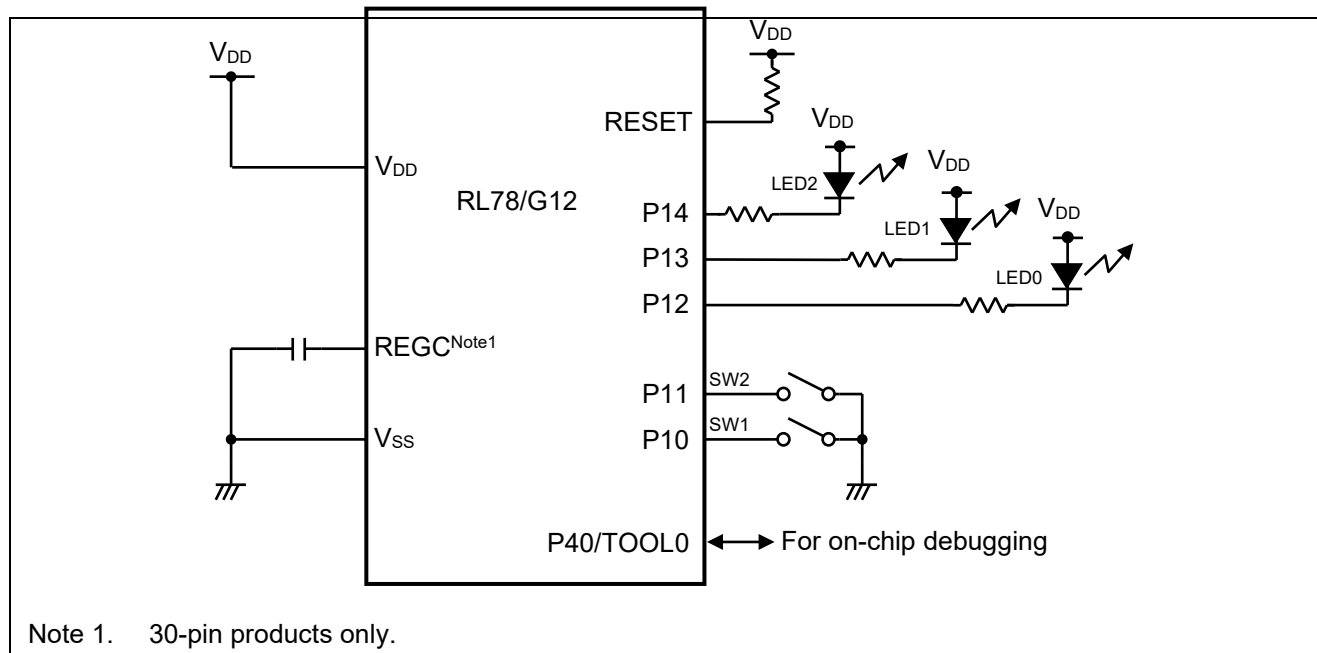 VDD
VDD
RESET
VDD
VDD
LED2
VDD
VDD
RL78/G12
P14
LED1
P13
LED0
P12
REGCNote1
P11
SW2
VSS
P10
SW1
P40/TOOL0
For on-chip debugging
Note 1. 30-pin products only.